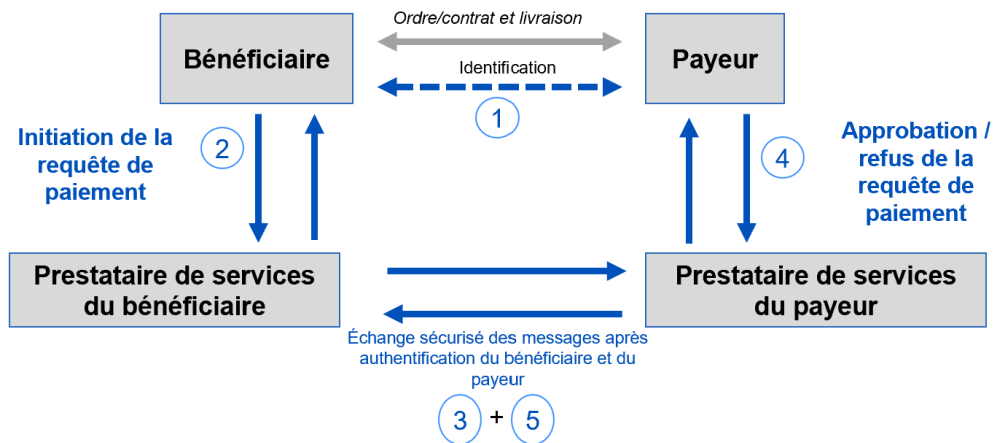 Ordre/contrat et livraison
Bénéficiaire
Payeur
Identification
1
Initiation de la
requête de
paiement
2
4
Approbation /
refus de la
requête de
paiement
Prestataire de services
du bénéficiaire
Prestataire de services
du payeur
Échange sécurisé des messages après
authentification du bénéficiaire et du
payeur
3 + 5